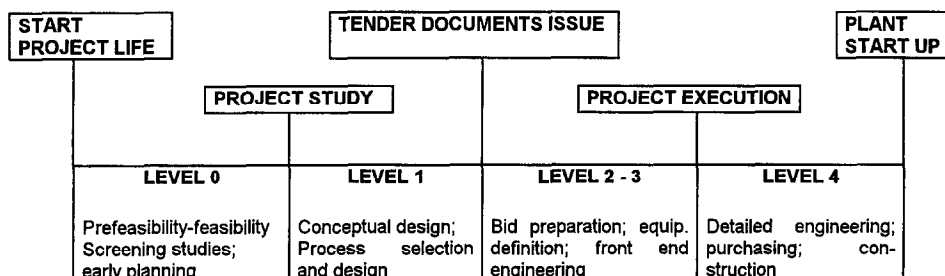 START
PROJECT LIFE
TENDER DOCUMENTS ISSUE
PLANT
START UP
PROJECT STUDY
PROJECT EXECUTION
LEVEL 0
LEVEL 1
LEVEL 2 - 3
LEVEL 4
Prefeasibility-feasibility
Screening studies;
early planning
Conceptual design;
Process selection
and design
Bid preparation; equip.
definition; front end
engineering
Detailed engineering;
purchasing; con-
struction